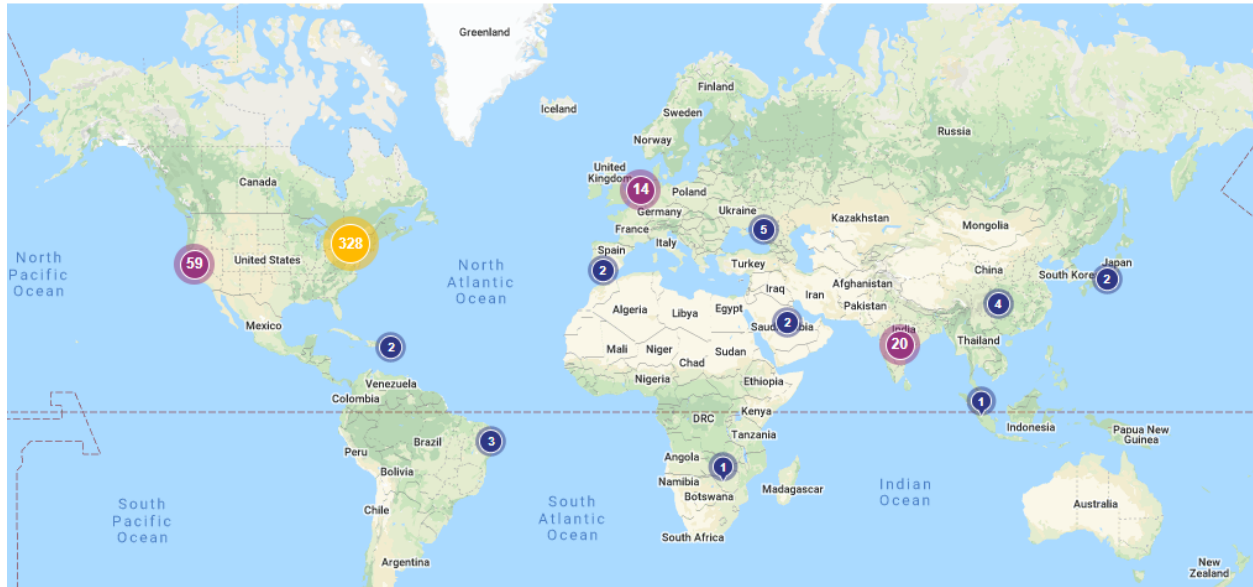 Greenland
Iceland
Finland
Sweden
Norway
Russia
United
Kingdom
14
Poland
Canada
Germany
Ukraine
5
Kazakhstan
Mongolia
France
328
59
United States
Italy
Spain
2
Turkey
North
Pacific
Ocean
North
Atlantic
Ocean
China
South Korea
Japan
2
Iraq
Iran
Afghanistan
Pakistan
4
Algeria
Libya
Egypt
Saudi Arabia
2
Mexico
India
20
Thailand
2
Mali
Niger
Chad
Sudan
Nigeria
Ethiopia
Venezuela
Colombia
1
DRC
Kenya
Indonesia
Papua New
Guinea
3
Brazil
Peru
Tanzania
Angola
1
Bolivia
Namibia
Botswana
Madagascar
Indian
Ocean
South
Pacific
Ocean
Chile
South
Atlantic
Ocean
Australia
South Africa
Argentina
New
Zealand